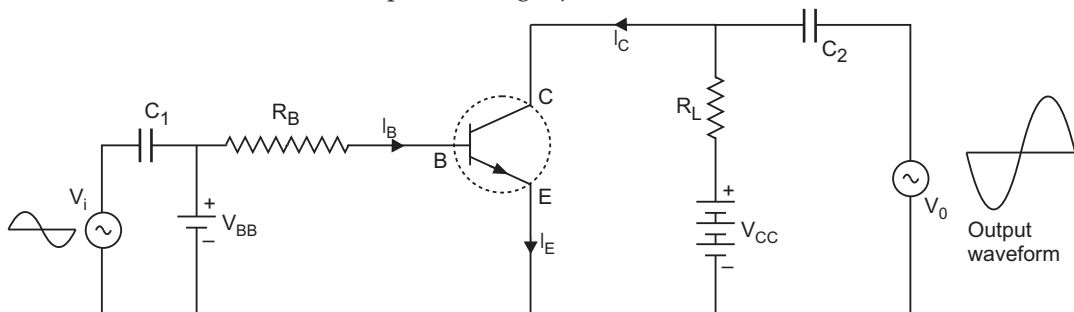 I_C
C_2
C
C_1
R_B
R_L
I_B
B
V_i
E
+
V_BB
–
+
V_CC
–
V_0
I_E
Output
waveform